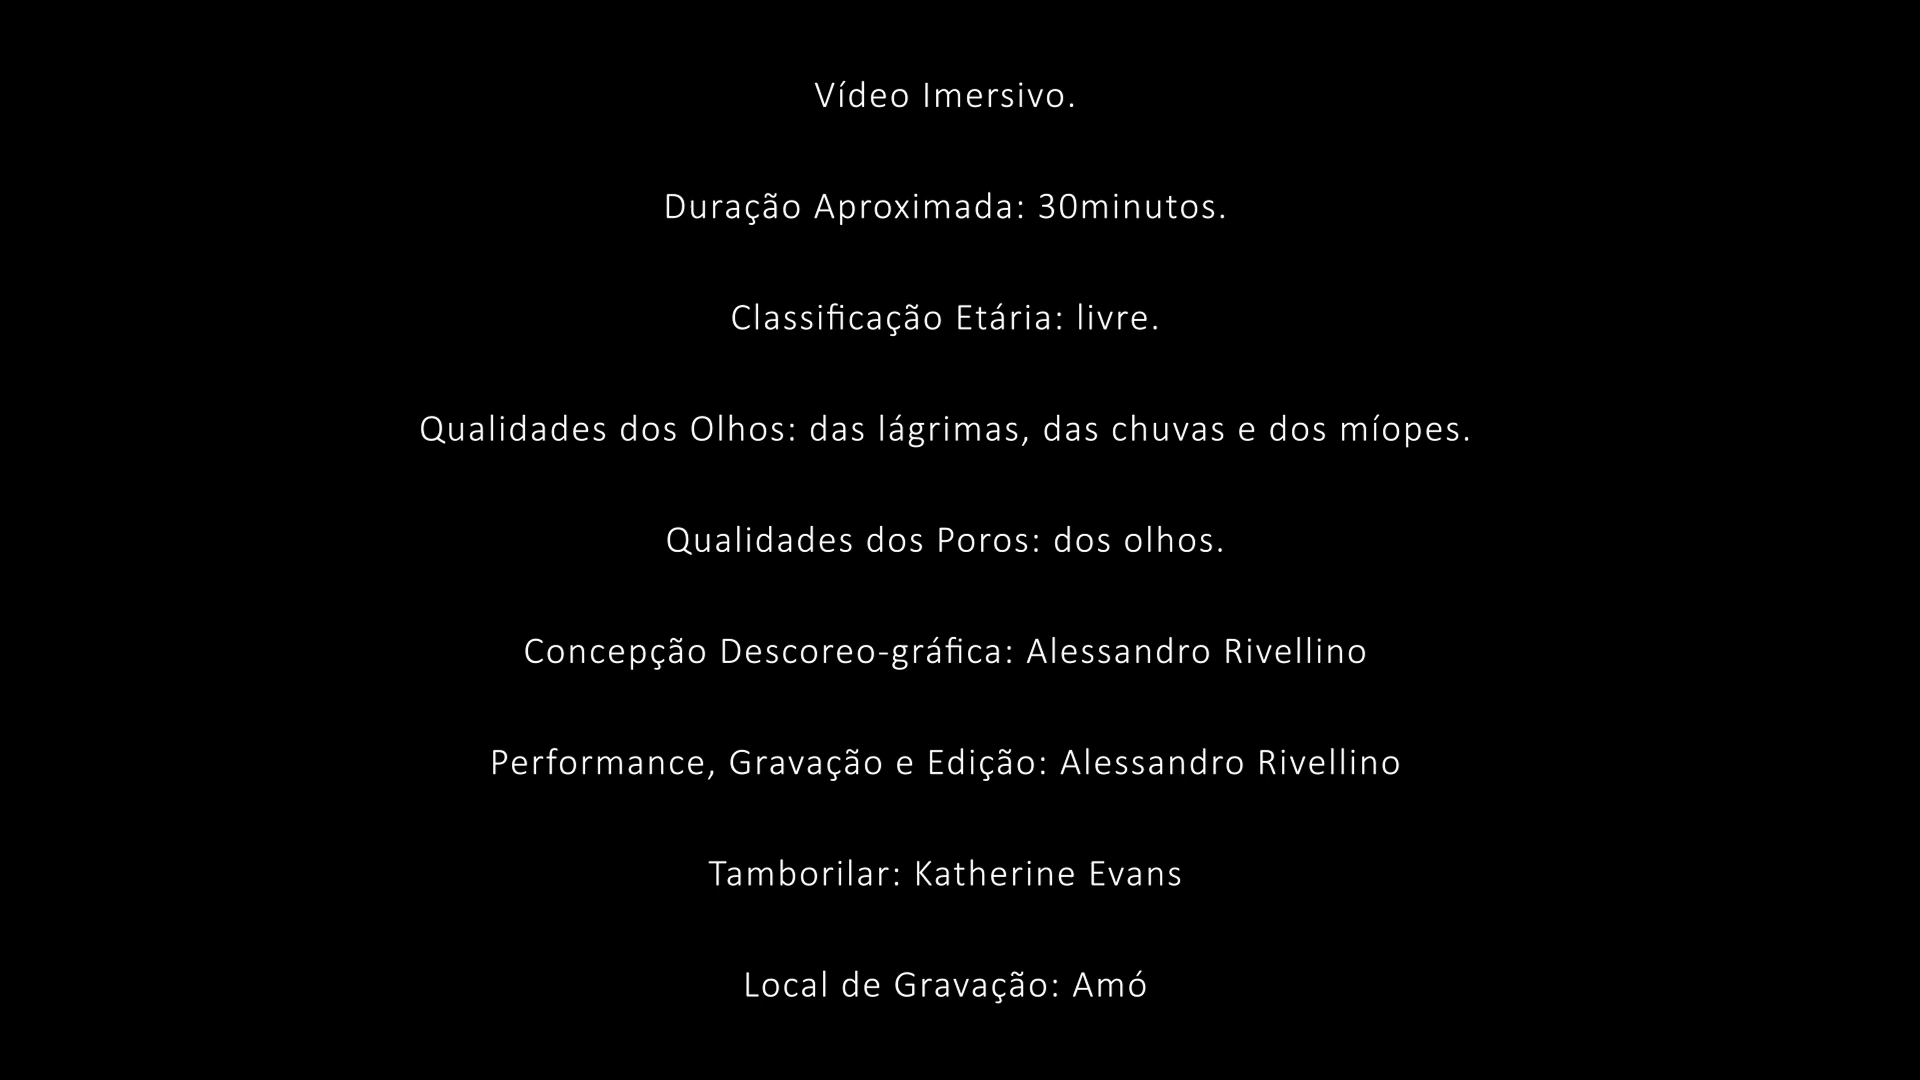 Vídeo Imersivo.
Duração Aproximada: 30minutos.
Classificação Etária: livre.
Qualidades dos Olhos: das lágrimas, das chuvas e dos míopes.
Qualidades dos Poros: dos olhos.
Concepção Descoreo-gráfica: Alessandro Rivellino
Performance, Gravação e Edição: Alessandro Rivellino
Tamborilar: Katherine Evans
Local de Gravação: Amó